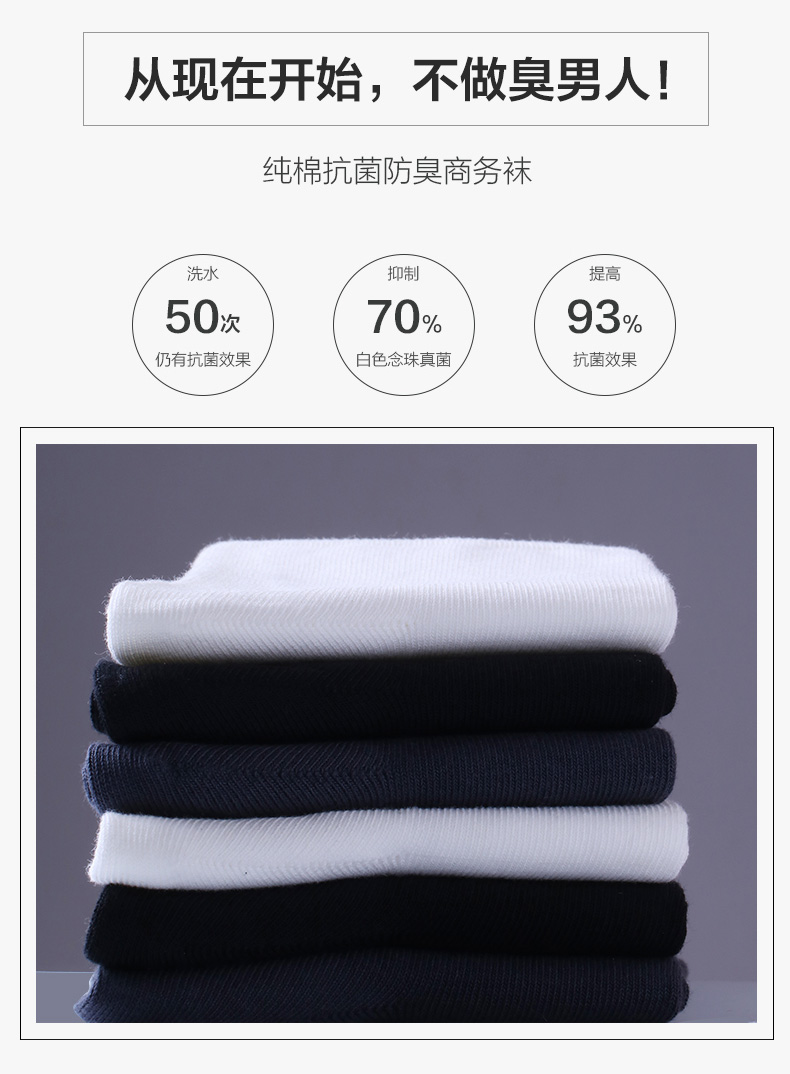 从现在开始，不做臭男人！
纯棉抗菌防臭商务袜
洗水
50次
仍有抗菌效果
抑制
70%
白色念珠真菌
提高
93%
抗菌效果